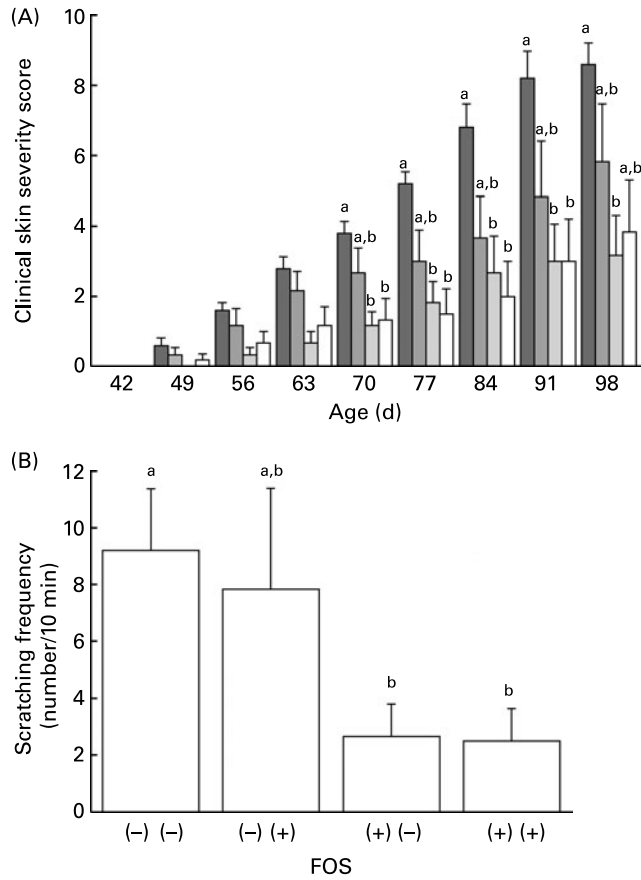 (A)
10
8
6
4
2
0
Clinical skin severity score
a
a,b
b
b
a
a,b
b
b
a
a,b
b
b
a
a,b
b
b
a
a,b
b
a,b
42 49 56 63 70 77 84 91 98
Age (d)
(B)
12
10
8
6
4
2
0
Scratching frequency
(number/10 min)
a
a,b
b
b
(–) (–) (–) (+) (+) (–) (+) (+)
FOS